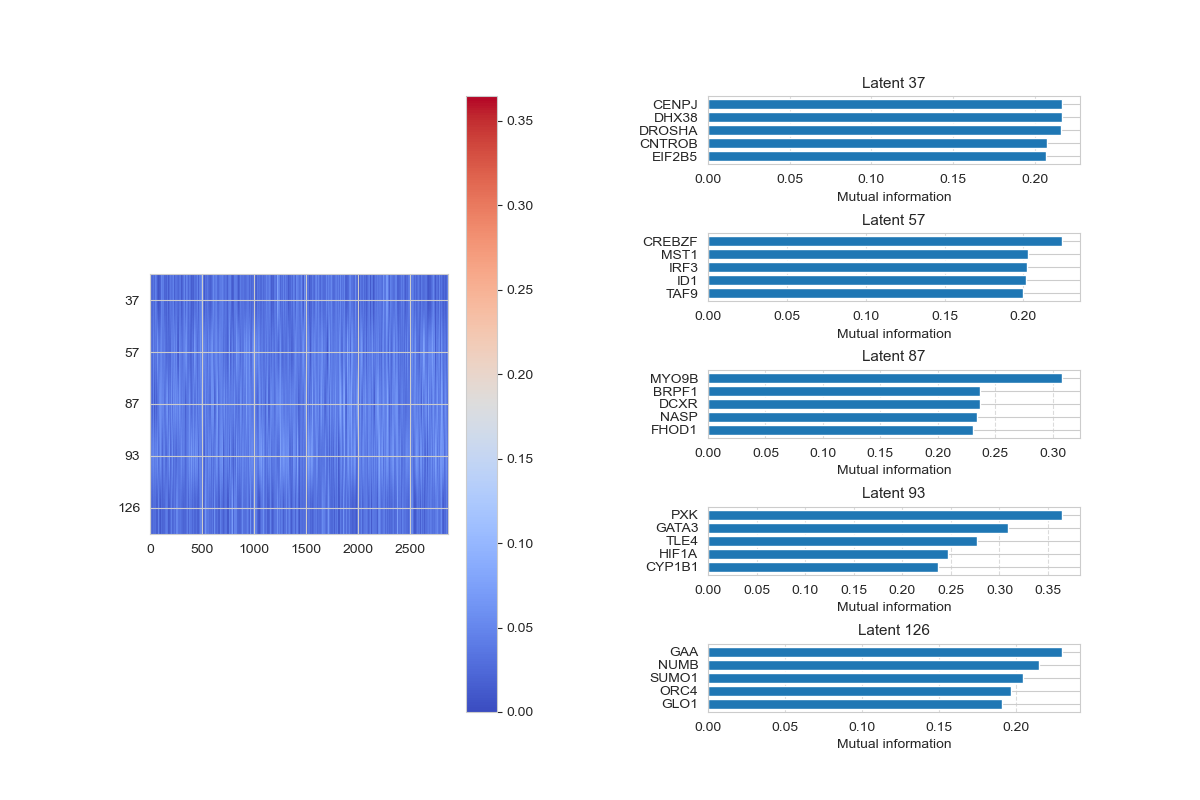 37
57
87
93
126
0 500 1000 1500 2000 2500
0.35
0.30
0.25
0.20
0.15
0.10
0.05
0.00
Latent 37
CENPJ
DHX38
DROSHA
CNTROB
EIF2B5
0.00 0.05 0.10 0.15 0.20
Mutual information
Latent 57
CREBZF
MST1
IRF3
ID1
TAF9
0.00 0.05 0.10 0.15 0.20
Mutual information
Latent 87
MYO9B
BRPF1
DCXR
NASP
FHOD1
0.00 0.05 0.10 0.15 0.20 0.25 0.30
Mutual information
Latent 93
PXK
GATA3
TLE4
HIF1A
CYP1B1
0.00 0.05 0.10 0.15 0.20 0.25 0.30 0.35
Mutual information
Latent 126
GAA
NUMB
SUMO1
ORC4
GLO1
0.00 0.05 0.10 0.15 0.20
Mutual information